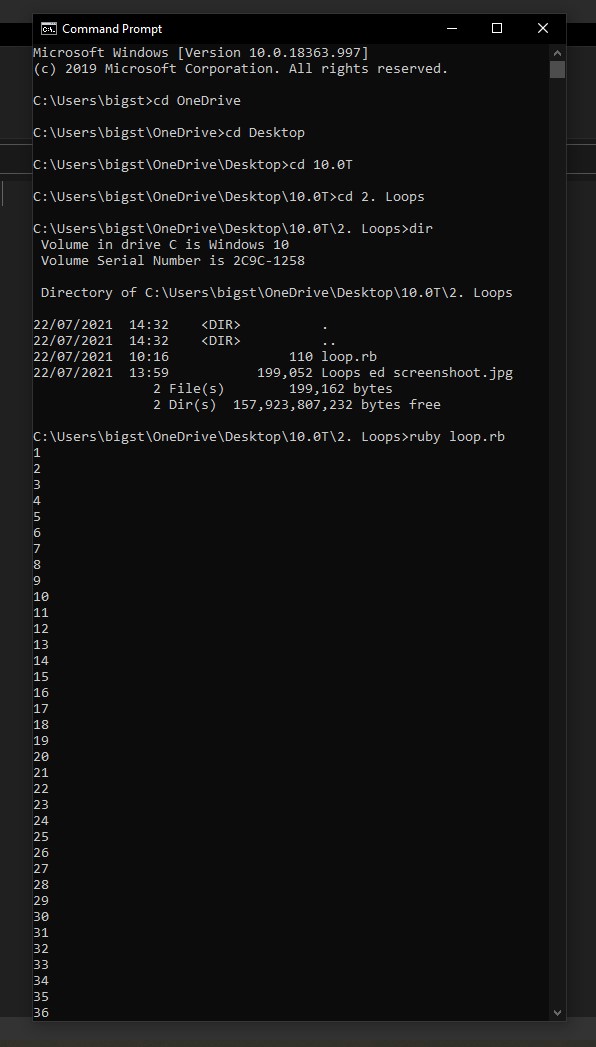 Command Prompt
Microsoft Windows [Version 10.0.18363.997]
(c) 2019 Microsoft Corporation. All rights reserved.
C:\Users\bigst>cd OneDrive
C:\Users\bigst\OneDrive>cd Desktop
C:\Users\bigst\OneDrive\Desktop>cd 10.0T
C:\Users\bigst\OneDrive\Desktop\10.0T>cd 2. Loops
C:\Users\bigst\OneDrive\Desktop\10.0T\2. Loops>dir
 Volume in drive C is Windows 10
 Volume Serial Number is 2C9C-1258
 Directory of C:\Users\bigst\OneDrive\Desktop\10.0T\2. Loops
22/07/2021  14:32    <DIR>          .
22/07/2021  14:32    <DIR>          ..
22/07/2021  10:16               110 loop.rb
22/07/2021  13:59           199,052 Loops ed screenshoot.jpg
               2 File(s)        199,162 bytes
               2 Dir(s)  157,923,807,232 bytes free
C:\Users\bigst\OneDrive\Desktop\10.0T\2. Loops>ruby loop.rb
1
2
3
4
5
6
7
8
9
10
11
12
13
14
15
16
17
18
19
20
21
22
23
24
25
26
27
28
29
30
31
32
33
34
35
36